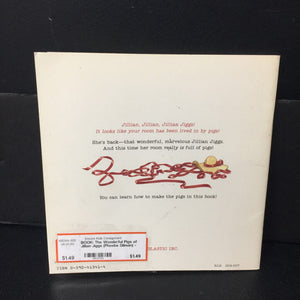 Jillian, Jillian, Jillian Jiggs!
It looks like your room has been lived in by pigs!
She's back—that wonderful, marvelous Jillian Jiggs.
And this time her room really is full of pigs!
You can learn how to make the pigs in this book!
BOOK: The Wonderful Pigs of
Jillian Jiggs (Phoebe Gilman) -
$1.49
$1.49
INC.
ISBN 0-590-41341-4